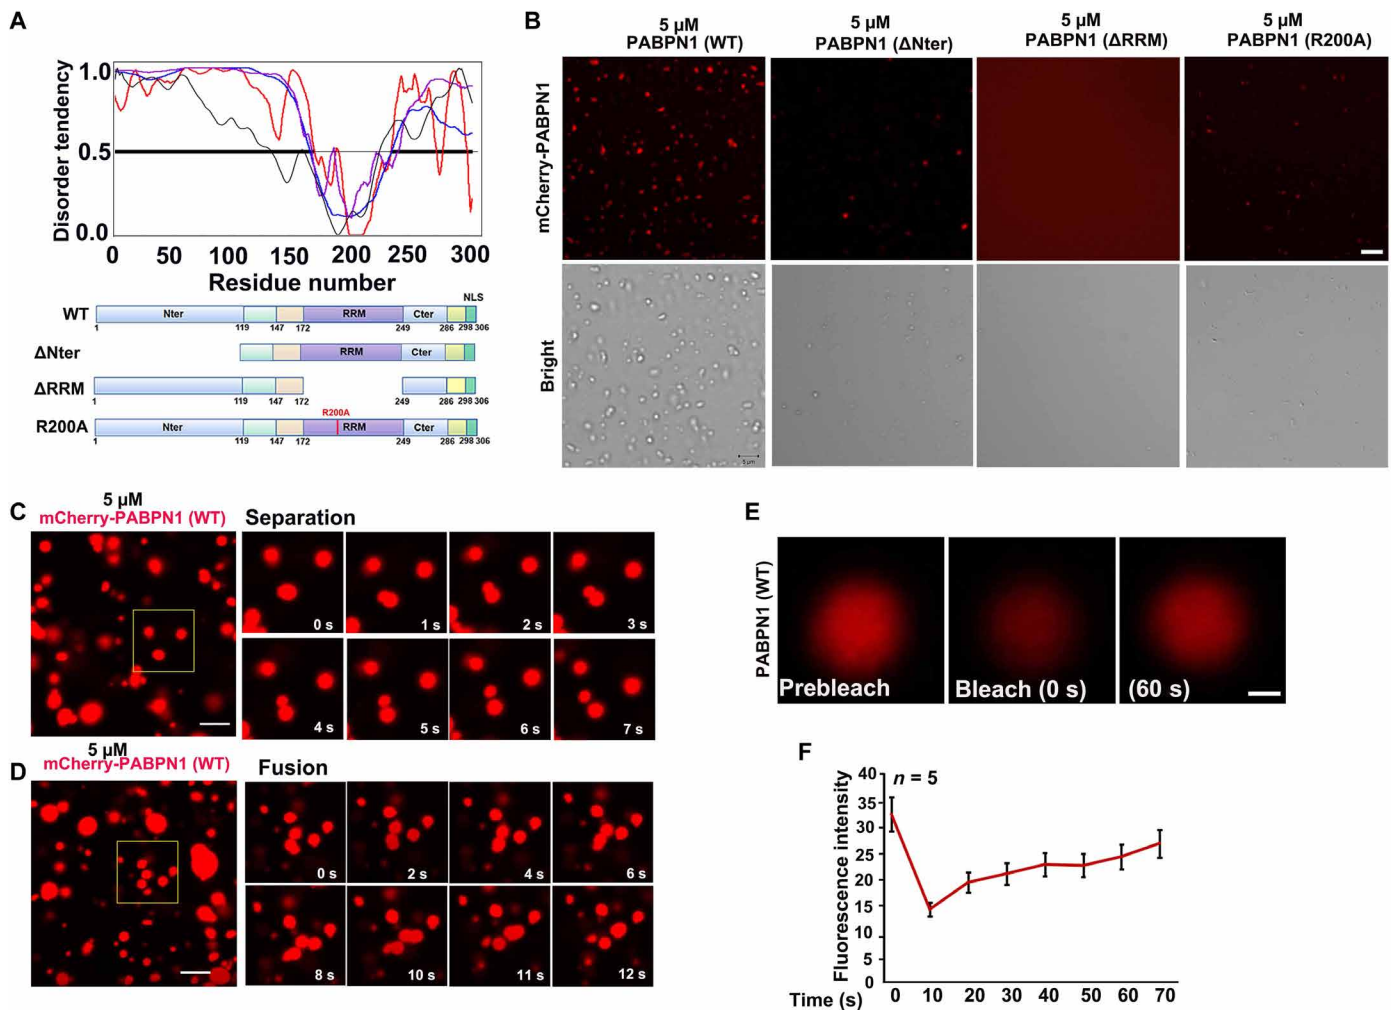 A
Disorder tendency
1.0
0.5
0.0
0 50 100 150 200 250 300
Residue number
NLS
WT Nter RRM Cter
1 119 147 172 249 286 298 306
ΔNter RRM Cter
ΔRRM
1 119 147 172 249 286 298 306
R200A
R200A Nter RRM Cter
1 119 147 172 249 286 298 306
B
5 µM
PABPN1 (WT)
5 µM
PABPN1 (ΔNter)
5 µM
PABPN1 (ΔRRM)
5 µM
PABPN1 (R200A)
mCherry-PABPN1
Bright
5 µm
C
5 µM
mCherry-PABPN1 (WT)
Separation
0 s 1 s 2 s 3 s
4 s 5 s 6 s 7 s
D
5 µM
mCherry-PABPN1 (WT)
Fusion
0 s 2 s 4 s 6 s
8 s 10 s 11 s 12 s
E
PABPN1 (WT)
Prebleach Bleach (0 s) (60 s)
F
Fluorescence intensity
n = 5
40
35
30
25
20
15
10
5
0
Time (s) 0 10 20 30 40 50 60 70